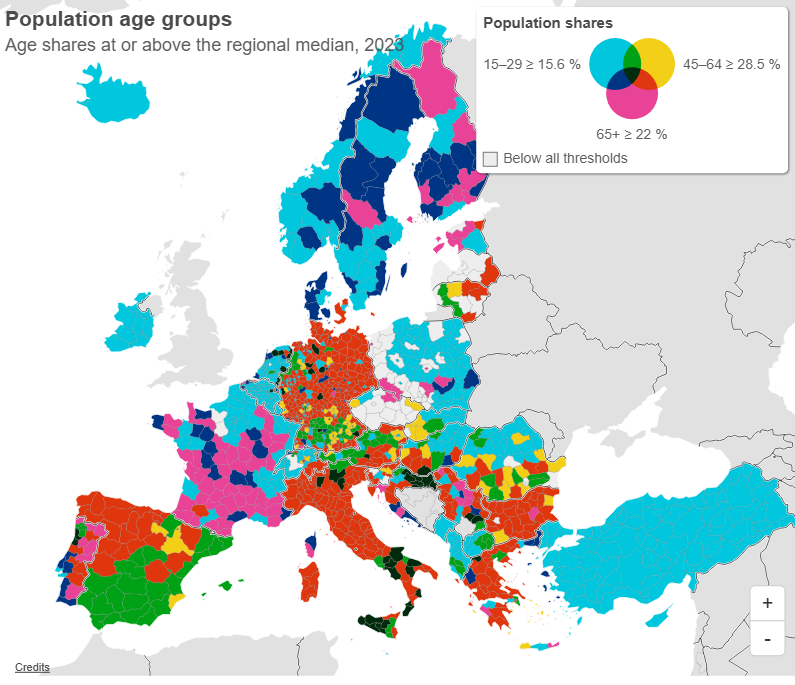 Population age groups
Age shares at or above the regional median, 2023
Population shares
15–29 ≥ 15.6 %
45–64 ≥ 28.5 %
65+ ≥ 22 %
Below all thresholds
+
-
Credits